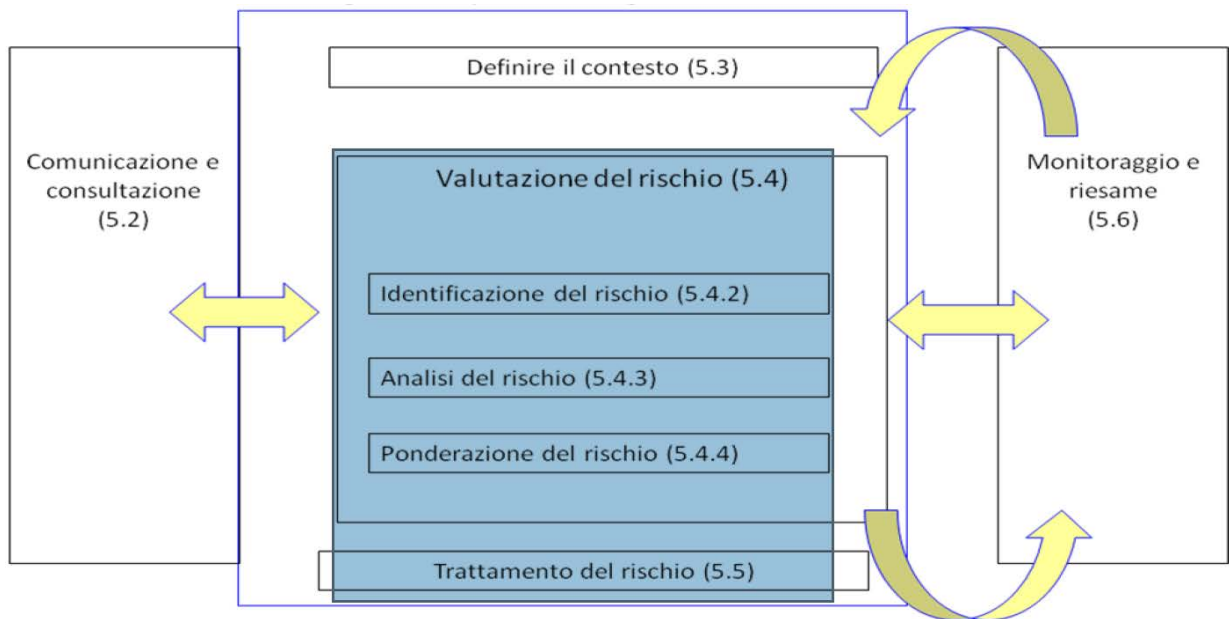 Definire il contesto (5.3)
Comunicazione e
consultazione
(5.2)
Valutazione del rischio (5.4)
Identificazione del rischio (5.4.2)
Analisi del rischio (5.4.3)
Ponderazione del rischio (5.4.4)
Trattamento del rischio (5.5)
Monitoraggio e
riesame
(5.6)